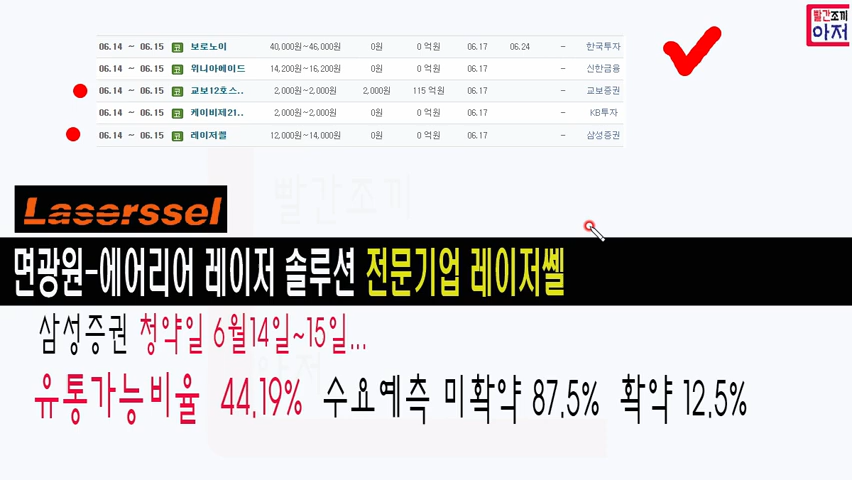 빨간조끼
아저
06.14 ~ 06.15 코 보로노이 40,000원~46,000원 0원 0 억원 06.17 06.24 - 한국투자
06.14 ~ 06.15 코 위니아에이드 14,200원~16,200원 0원 0 억원 06.17 - 신한금융
06.14 ~ 06.15 코 교보12호스.. 2,000원~2,000원 2,000원 115 억원 06.17 - 교보증권
06.14 ~ 06.15 코 케이비제21.. 2,000원~2,000원 0원 0 억원 06.17 - KB투자
06.14 ~ 06.15 코 레이저쎌 12,000원~14,000원 0원 0 억원 06.17 - 삼성증권
빨간조끼
Laserssel
면광원-에어리어 레이저 솔루션 전문기업 레이저쎌
삼성증권 청약일 6월14일~15일...
아저
유통가능비율 44.19% 수요예측 미확약 87.5% 확약 12.5%